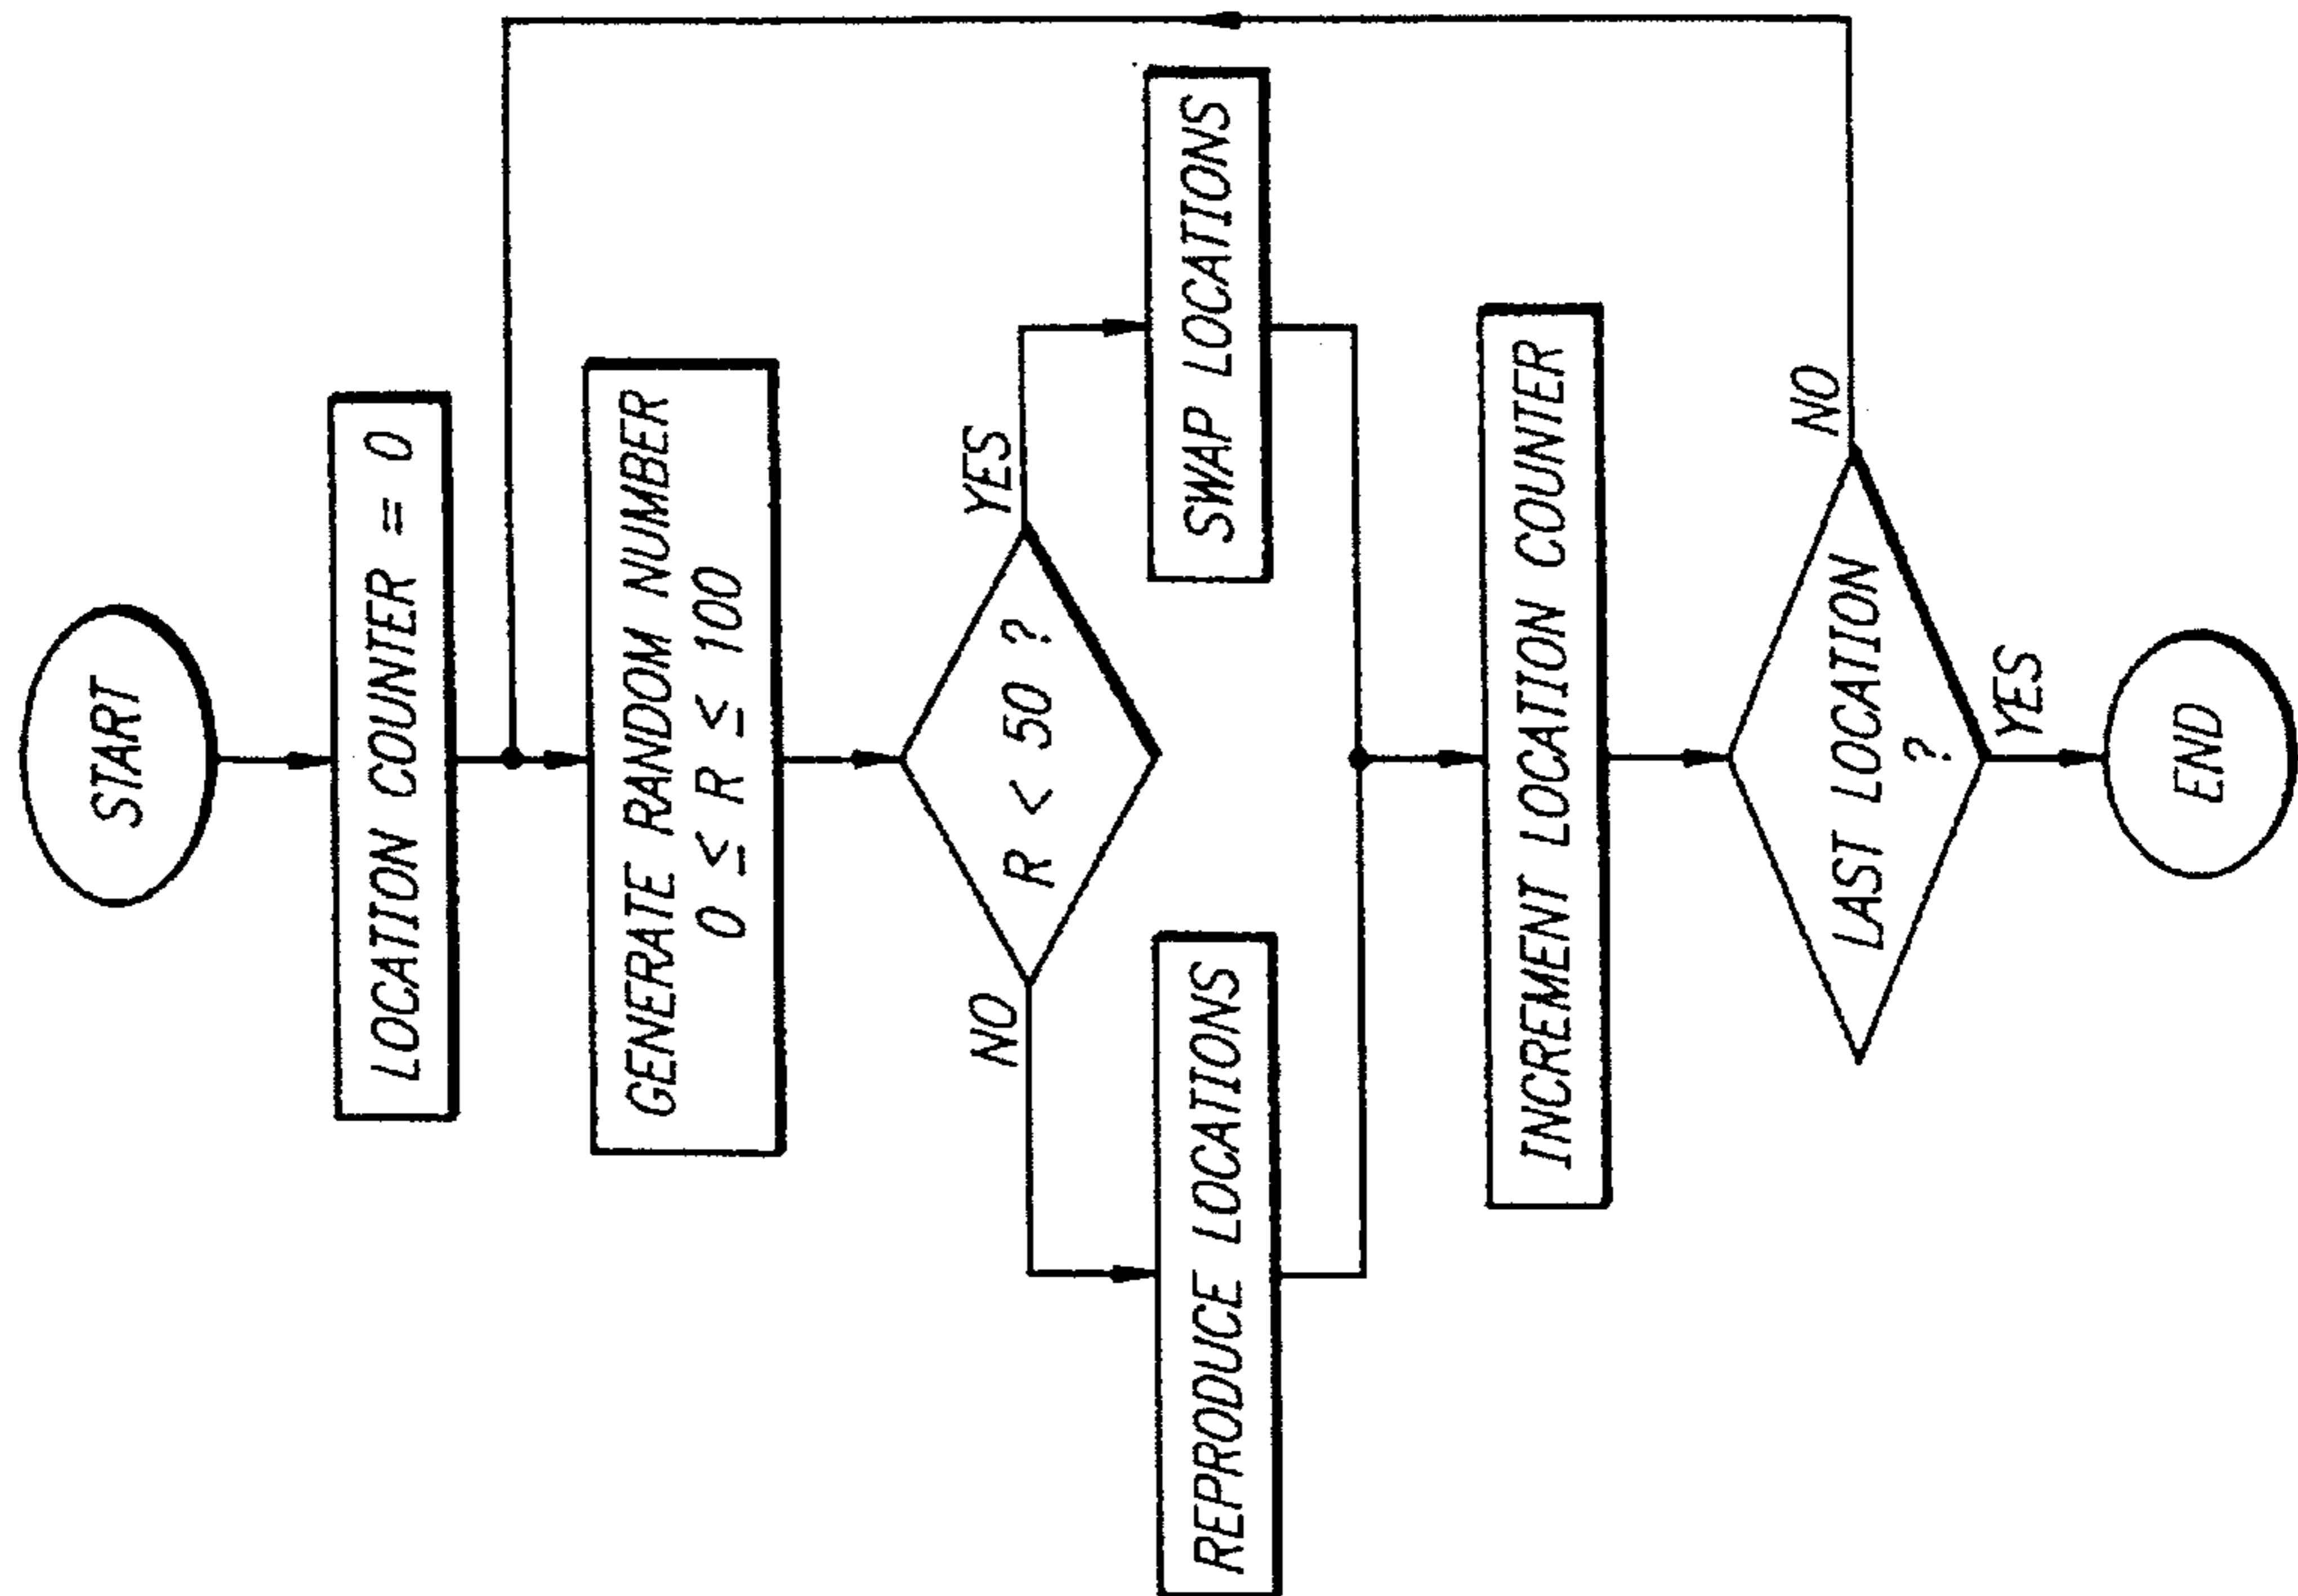 START
LOCATION COUNTER = 0
GENERATE RANDOM NUMBER
0 ≤ R ≤ 100
R < 50 ?
NO
YES
REPRODUCE LOCATIONS
SWAP LOCATIONS
INCREMENT LOCATION COUNTER
LAST LOCATION
?
NO
YES
END